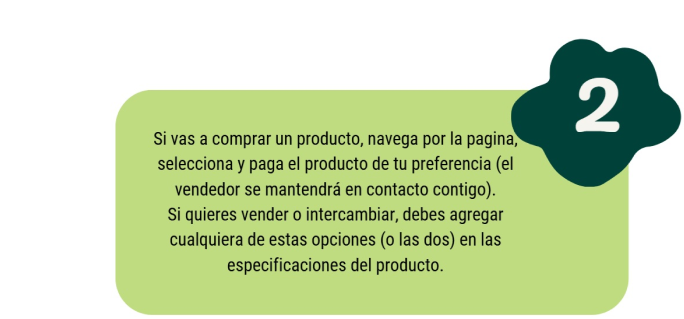 2
Si vas a comprar un producto, navega por la pagina,
selecciona y paga el producto de tu preferencia (el
vendedor se mantendrá en contacto contigo).
Si quieres vender o intercambiar, debes agregar
cualquiera de estas opciones (o las dos) en las
especificaciones del producto.